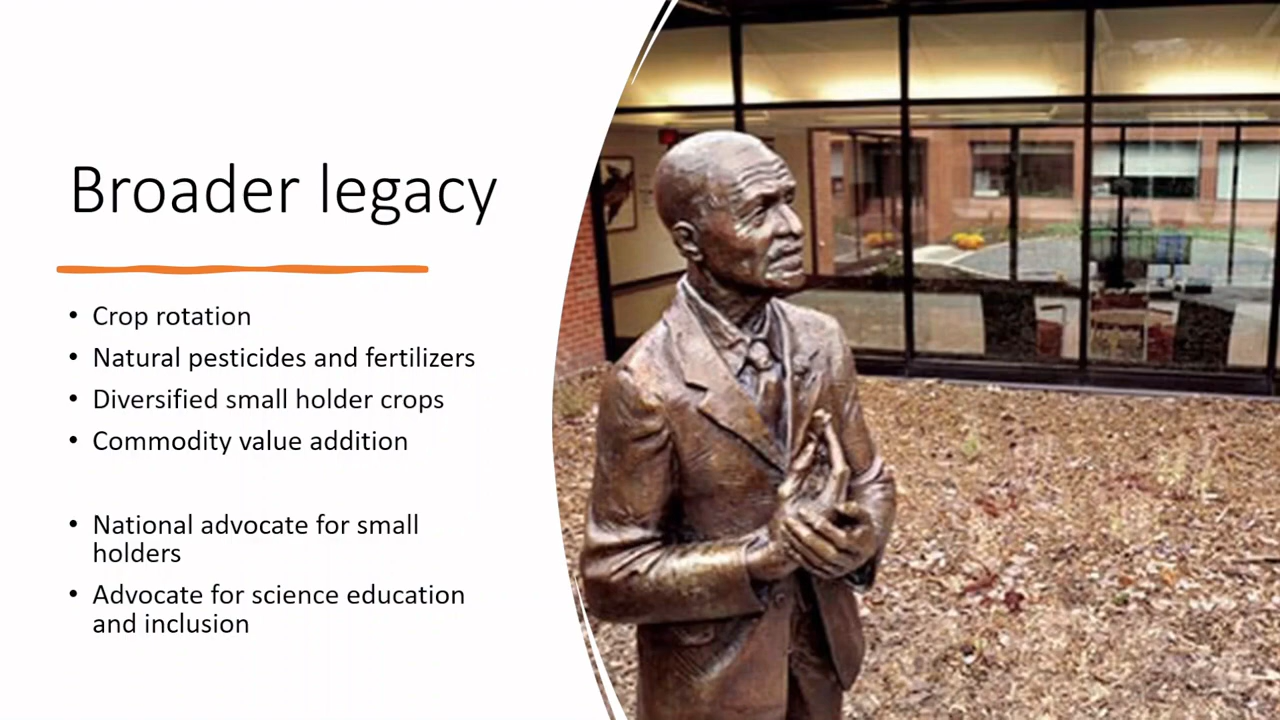 Broader legacy
• Crop rotation
• Natural pesticides and fertilizers
• Diversified small holder crops
• Commodity value addition
• National advocate for small
holders
• Advocate for science education
and inclusion